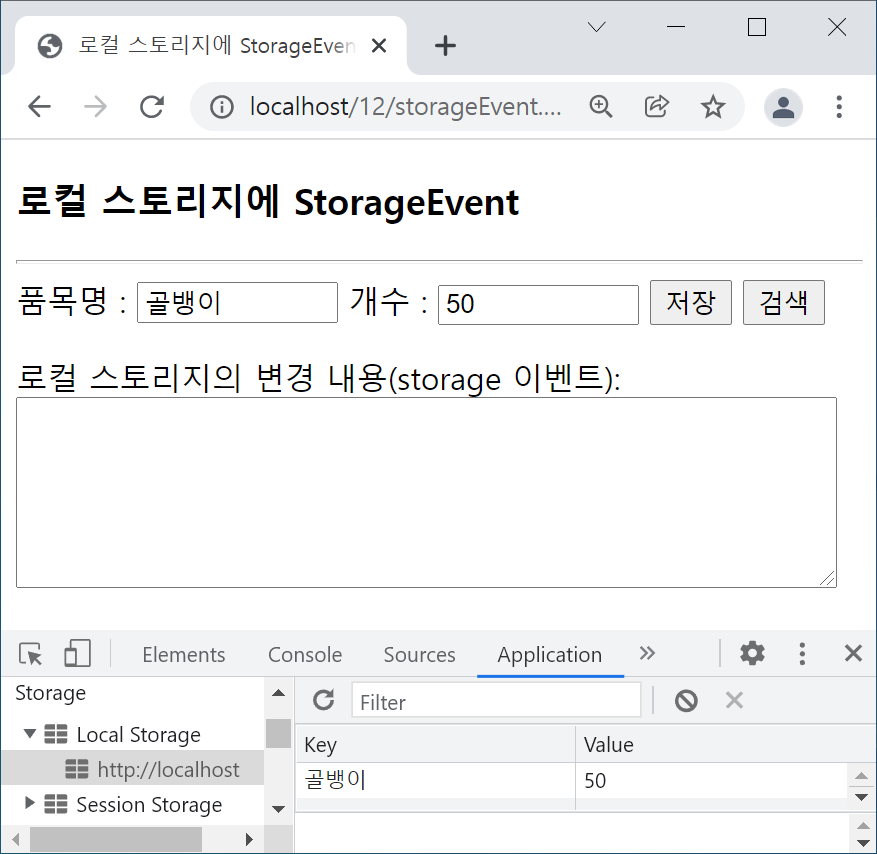 로컬 스토리지에 StorageEven
localhost/12/storageEvent....
로컬 스토리지에 StorageEvent
품목명 : 골뱅이 개수 : 50 저장 검색
로컬 스토리지의 변경 내용(storage 이벤트):
Elements Console Sources Application
Storage
Filter
Local Storage
Key Value
http://localhost
골뱅이 50
Session Storage